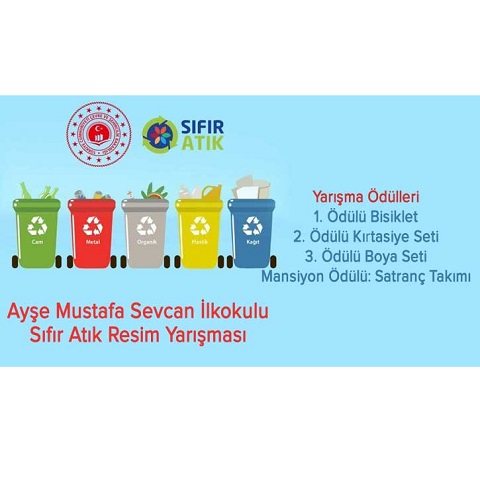 SIFIR
ATIK
Cam
Metal
Organik
Plastik
Kağıt
Yarışma Ödülleri
1. Ödülü Bisiklet
2. Ödülü Kırtasiye Seti
3. Ödülü Boya Seti
Mansiyon Ödülü: Satranç Takımı
Ayşe Mustafa Sevcan İlkokulu
Sıfır Atık Resim Yarışması